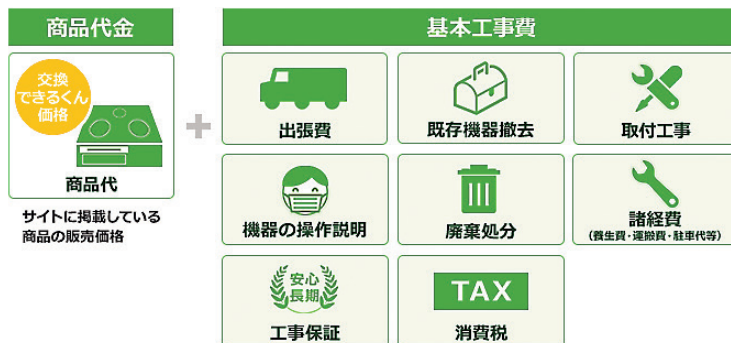 商品代金
交換
できるくん
価格
商品代
サイトに掲載している
商品の販売価格
+
基本工事費
出張費
既存機器撤去
取付工事
機器の操作説明
廃棄処分
諸経費
(養生費・運搬費・駐車代等)
安心
長期
工事保証
TAX
消費税